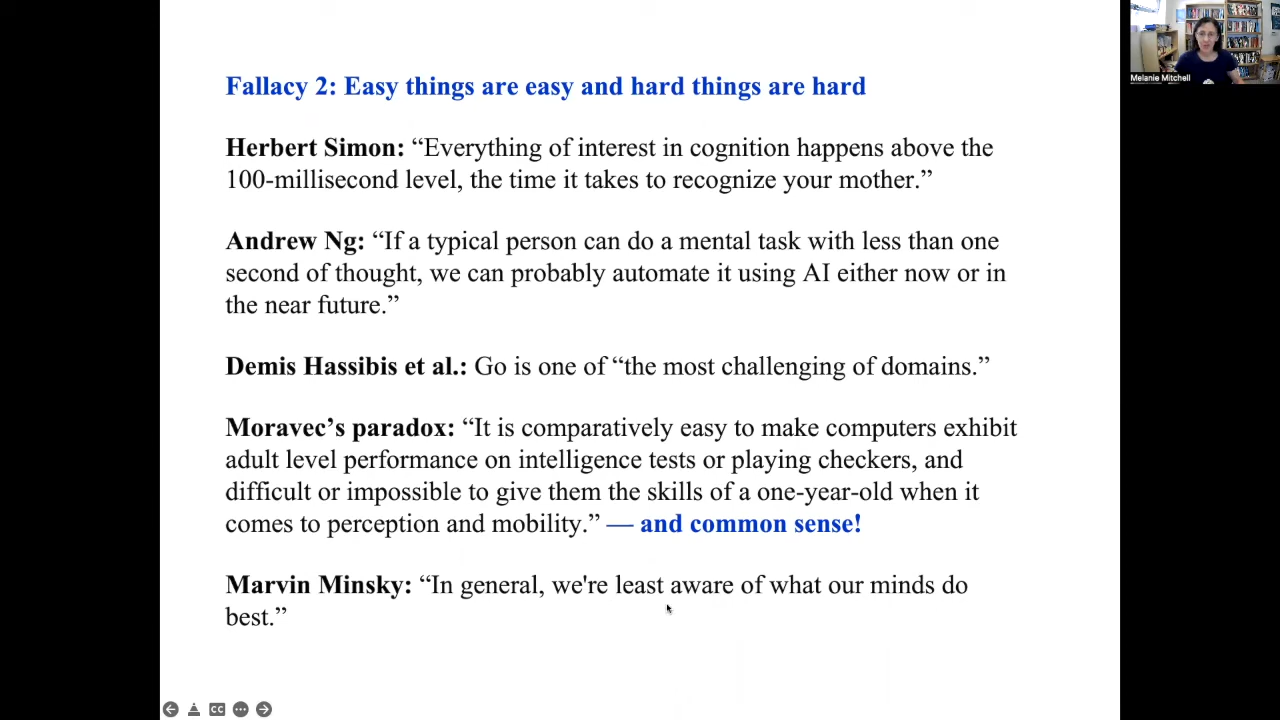 Fallacy 2: Easy things are easy and hard things are hard
Herbert Simon: “Everything of interest in cognition happens above the
100-millisecond level, the time it takes to recognize your mother.”
Andrew Ng: “If a typical person can do a mental task with less than one
second of thought, we can probably automate it using AI either now or in
the near future.”
Demis Hassibis et al.: Go is one of “the most challenging of domains.”
Moravec’s paradox: “It is comparatively easy to make computers exhibit
adult level performance on intelligence tests or playing checkers, and
difficult or impossible to give them the skills of a one-year-old when it
comes to perception and mobility.” — and common sense!
Marvin Minsky: “In general, we're least aware of what our minds do
best.”
Melanie Mitchell
CC